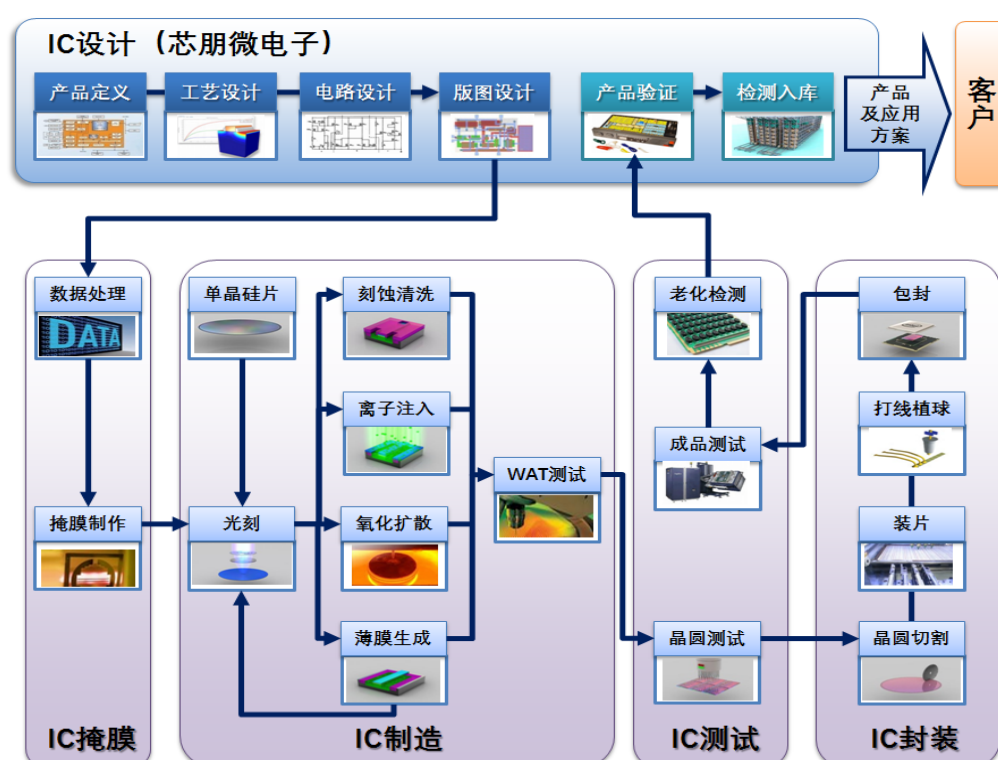 IC设计（芯朋微电子）
产品定义
工艺设计
电路设计
版图设计
产品验证
检测入库
产品
及应用
方案
客
户
数据处理
DATA
掩膜制作
IC掩膜
单晶硅片
光刻
刻蚀清洗
离子注入
氧化扩散
薄膜生成
WAT测试
IC制造
老化检测
成品测试
晶圆测试
IC测试
包封
打线植球
装片
晶圆切割
IC封装